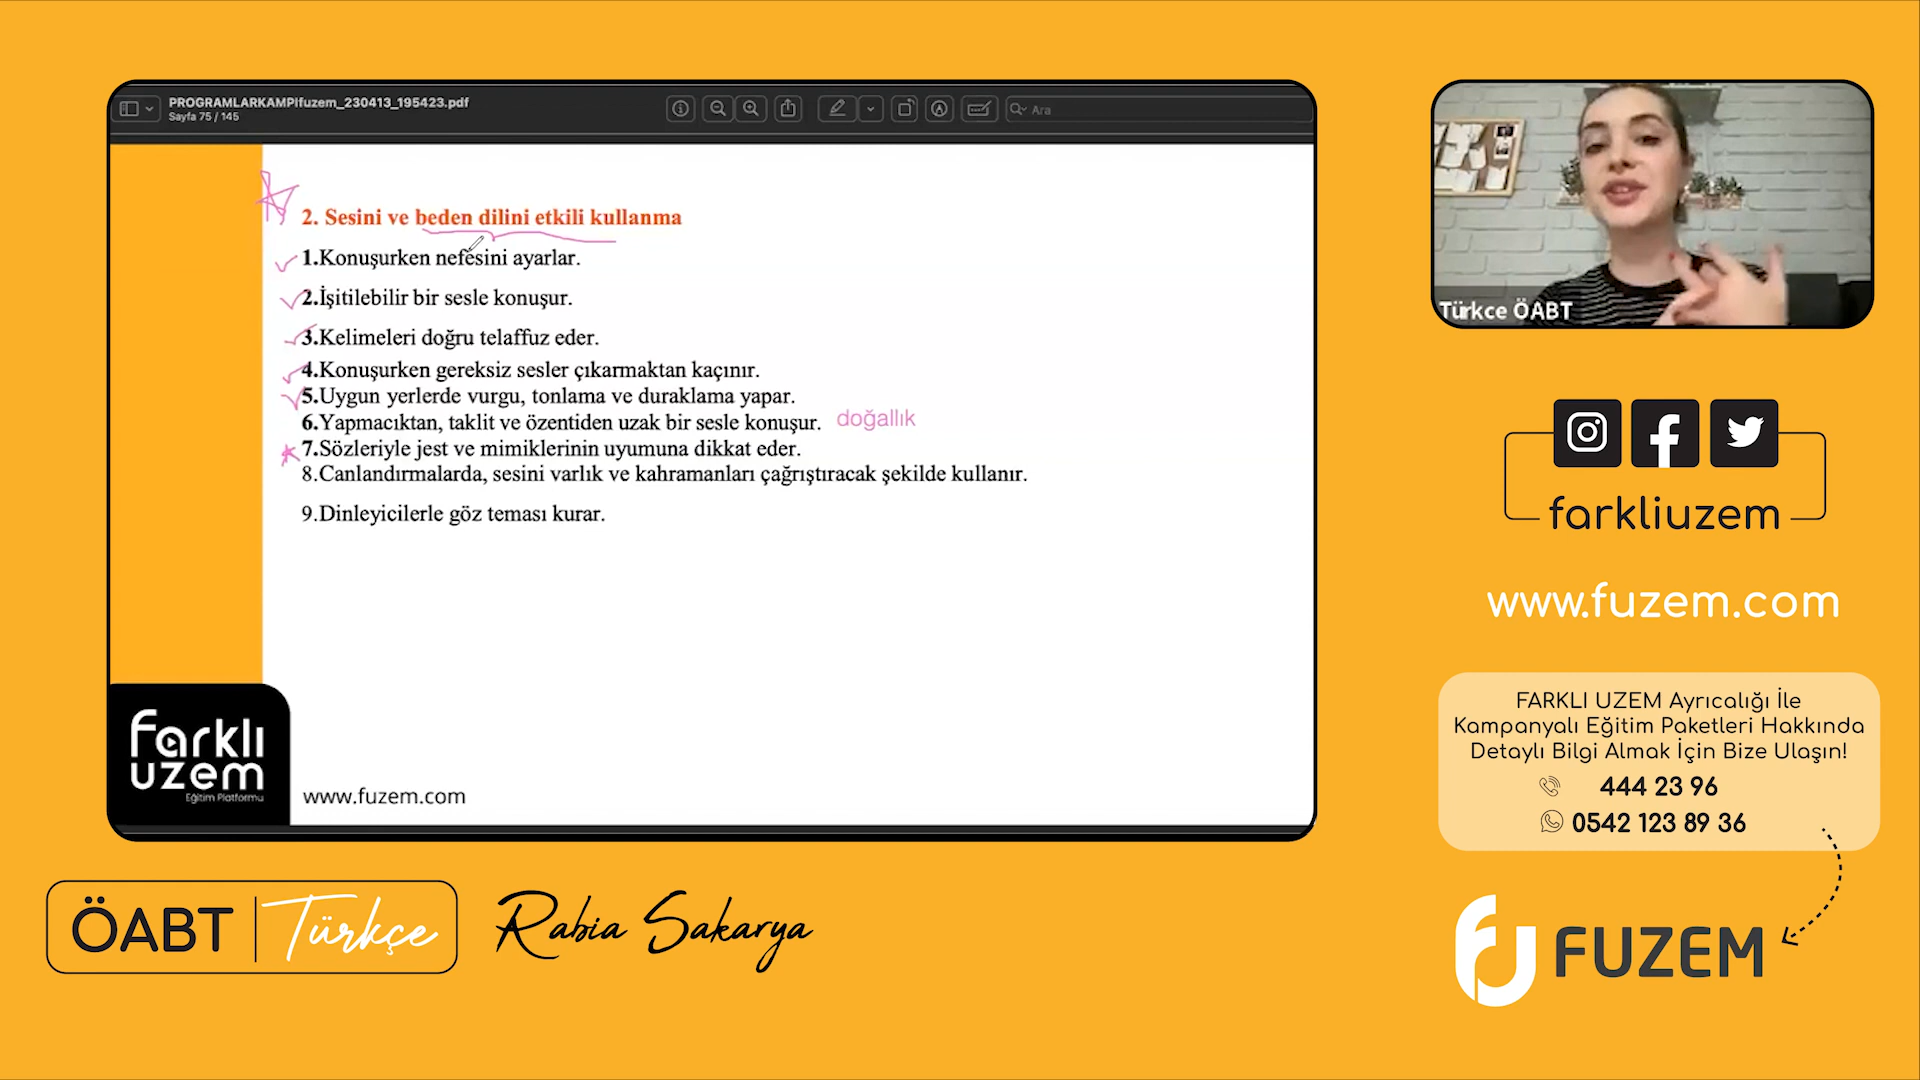 PROGRAMLARKAMPIfuzem_230413_195423.pdf
Sayfa 75 / 145
Ara
2. Sesini ve beden dilini etkili kullanma
1.Konuşurken nefesini ayarlar.
2.İşitilebilir bir sesle konuşur.
3.Kelimeleri doğru telaffuz eder.
4.Konuşurken gereksiz sesler çıkarmaktan kaçınır.
5.Uygun yerlerde vurgu, tonlama ve duraklama yapar.
6.Yapmacıktan, taklit ve özentiden uzak bir sesle konuşur. doğallık
7.Sözleriyle jest ve mimiklerinin uyumuna dikkat eder.
8.Canlandırmalarda, sesini varlık ve kahramanları çağrıştıracak şekilde kullanır.
9.Dinleyicilerle göz teması kurar.
farklı
uzem
Eğitim Platformu
www.fuzem.com
Türkce ÖABT
farkliuzem
www.fuzem.com
FARKLI UZEM Ayrıcalığı İle
Kampanyalı Eğitim Paketleri Hakkında
Detaylı Bilgi Almak İçin Bize Ulaşın!
444 23 96
0542 123 89 36
FUZEM
ÖABT Türkçe
Rabia Sakarya